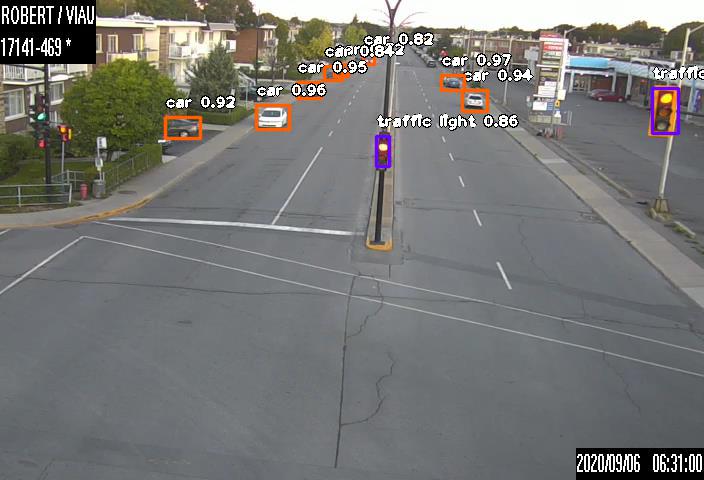 ROBERT / VIAU
17141-469 *
car 0.82
car 0.97
car 0.95
car 0.94
car 0.96
car 0.92
traffic
traffic light 0.86
2020/09/06 06:31:00